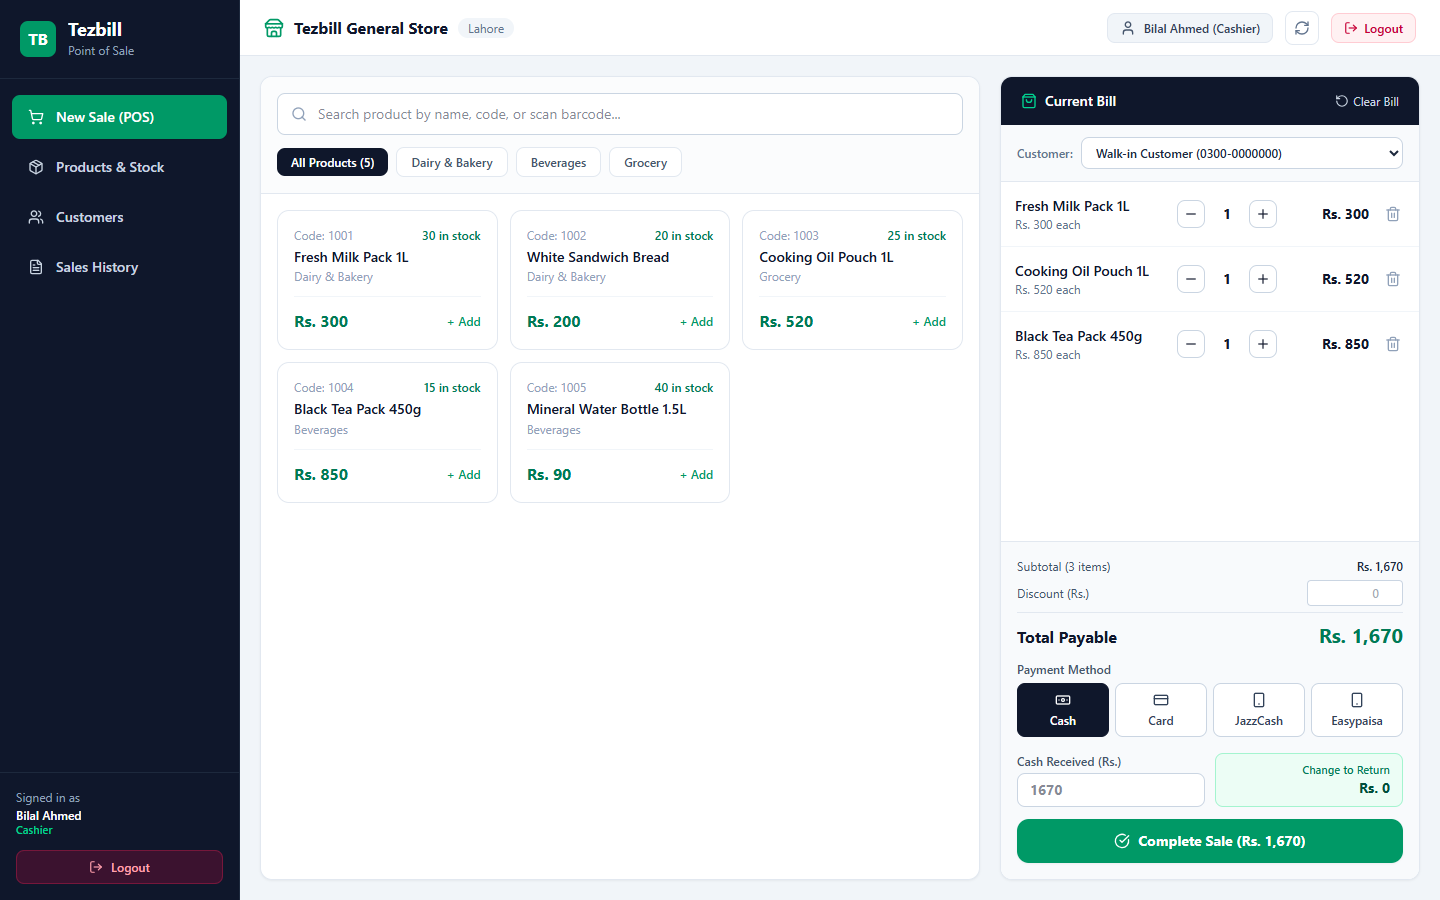 TB
Tezbill
Point of Sale
New Sale (POS)
Products & Stock
Customers
Sales History
Signed in as
Bilal Ahmed
Cashier
Logout
Tezbill General Store
Lahore
Bilal Ahmed (Cashier)
Logout
Search product by name, code, or scan barcode...
All Products (5)
Dairy & Bakery
Beverages
Grocery
Code: 1001
30 in stock
Fresh Milk Pack 1L
Dairy & Bakery
Rs. 300
+ Add
Code: 1002
20 in stock
White Sandwich Bread
Dairy & Bakery
Rs. 200
+ Add
Code: 1003
25 in stock
Cooking Oil Pouch 1L
Grocery
Rs. 520
+ Add
Code: 1004
15 in stock
Black Tea Pack 450g
Beverages
Rs. 850
+ Add
Code: 1005
40 in stock
Mineral Water Bottle 1.5L
Beverages
Rs. 90
+ Add
Current Bill
Clear Bill
Customer:
Walk-in Customer (0300-0000000)
Fresh Milk Pack 1L
Rs. 300 each
1
Rs. 300
Cooking Oil Pouch 1L
Rs. 520 each
1
Rs. 520
Black Tea Pack 450g
Rs. 850 each
1
Rs. 850
Subtotal (3 items)
Rs. 1,670
Discount (Rs.)
0
Total Payable
Rs. 1,670
Payment Method
Cash
Card
JazzCash
Easypaisa
Cash Received (Rs.)
1670
Change to Return
Rs. 0
Complete Sale (Rs. 1,670)